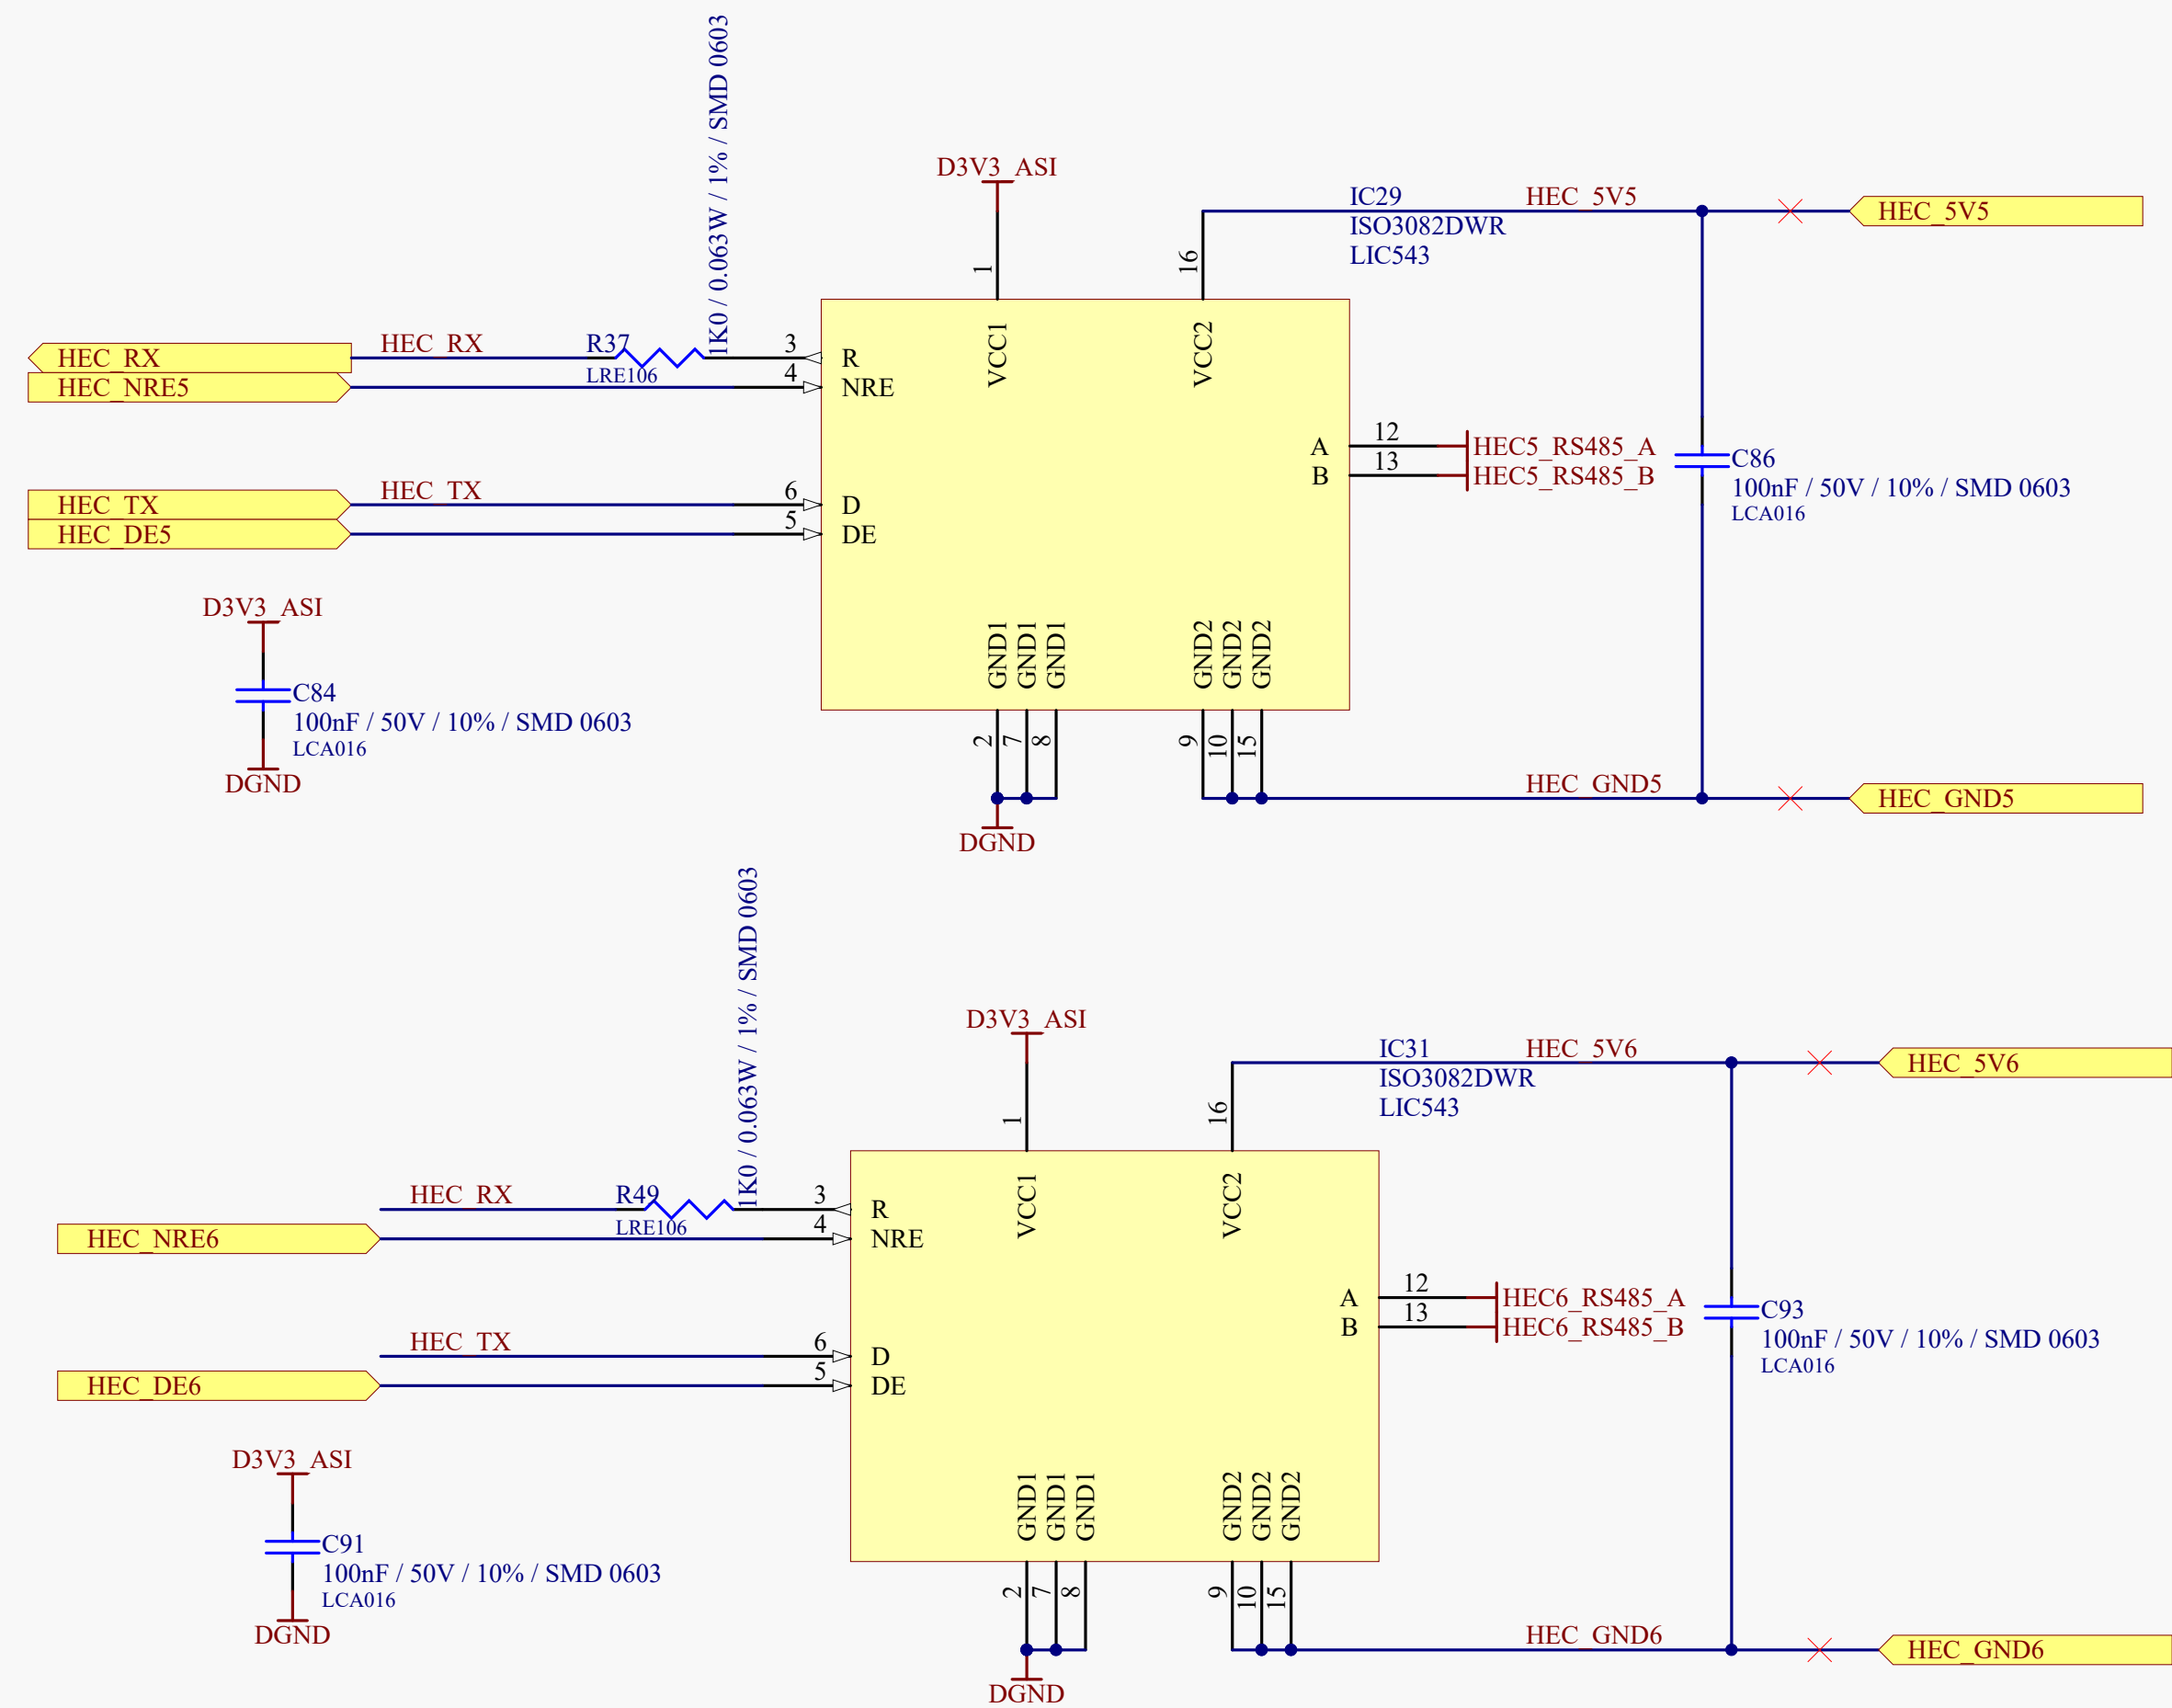 1K0 / 0.063W / 1% / SMD 0603
D3V3_ASI
IC29
HEC_5V5
HEC_5V5
ISO3082DWR
LIC543
1
16
HEC_RX
HEC_RX
R37
3
R
VCC1
VCC2
HEC_NRE5
LRE106
4
NRE
A
12
HEC5_RS485_A
B
13
HEC5_RS485_B
C86
100nF / 50V / 10% / SMD 0603
LCA016
HEC_TX
HEC_TX
6
D
HEC_DE5
5
DE
D3V3_ASI
C84
100nF / 50V / 10% / SMD 0603
LCA016
DGND
GND1
GND1
GND1
GND2
GND2
GND2
2
7
8
9
10
15
HEC_GND5
HEC_GND5
DGND
1K0 / 0.063W / 1% / SMD 0603
D3V3_ASI
IC31
HEC_5V6
HEC_5V6
ISO3082DWR
LIC543
1
16
HEC_RX
R49
3
R
VCC1
VCC2
HEC_NRE6
LRE106
4
NRE
A
12
HEC6_RS485_A
B
13
HEC6_RS485_B
C93
100nF / 50V / 10% / SMD 0603
LCA016
HEC_TX
6
D
HEC_DE6
5
DE
D3V3_ASI
C91
100nF / 50V / 10% / SMD 0603
LCA016
DGND
GND1
GND1
GND1
GND2
GND2
GND2
2
7
8
9
10
15
HEC_GND6
HEC_GND6
DGND